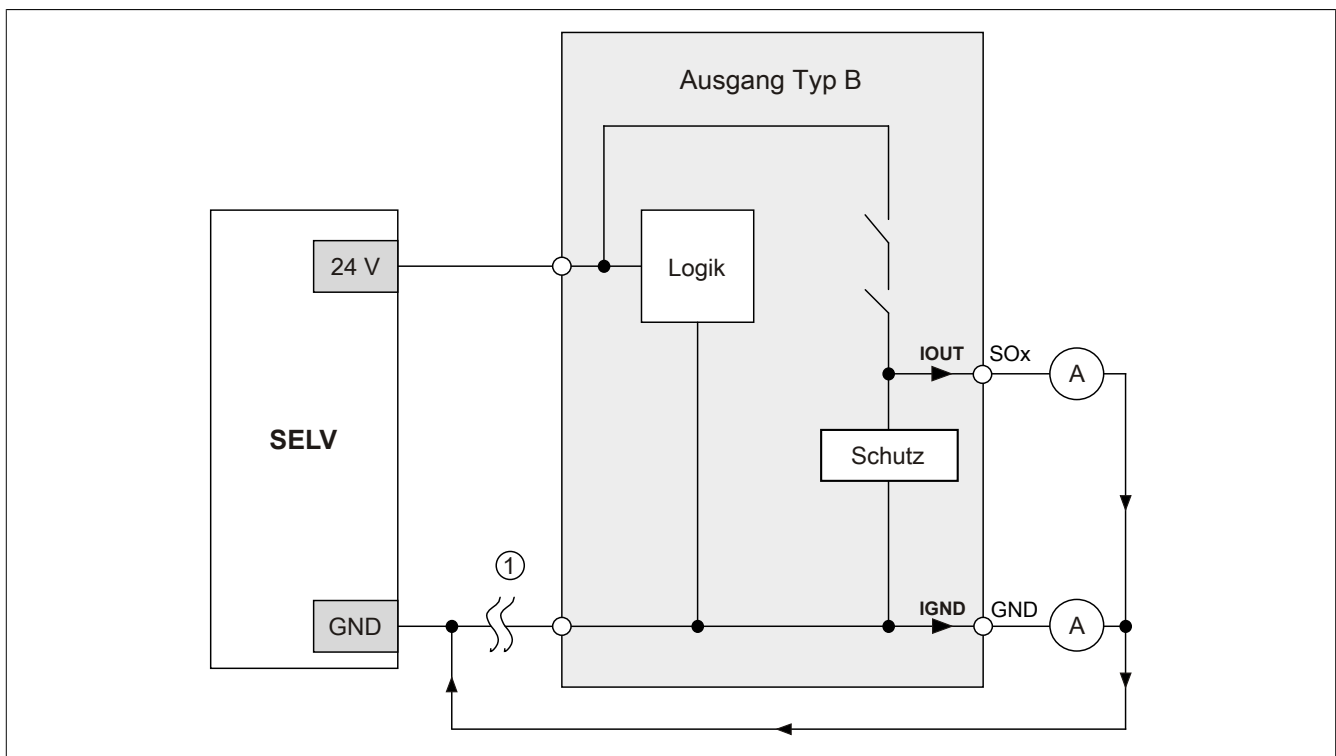 Ausgang Typ B
24 V
Logik
IOUT
SOx
A
SELV
Schutz
1
GND
IGND
GND
A